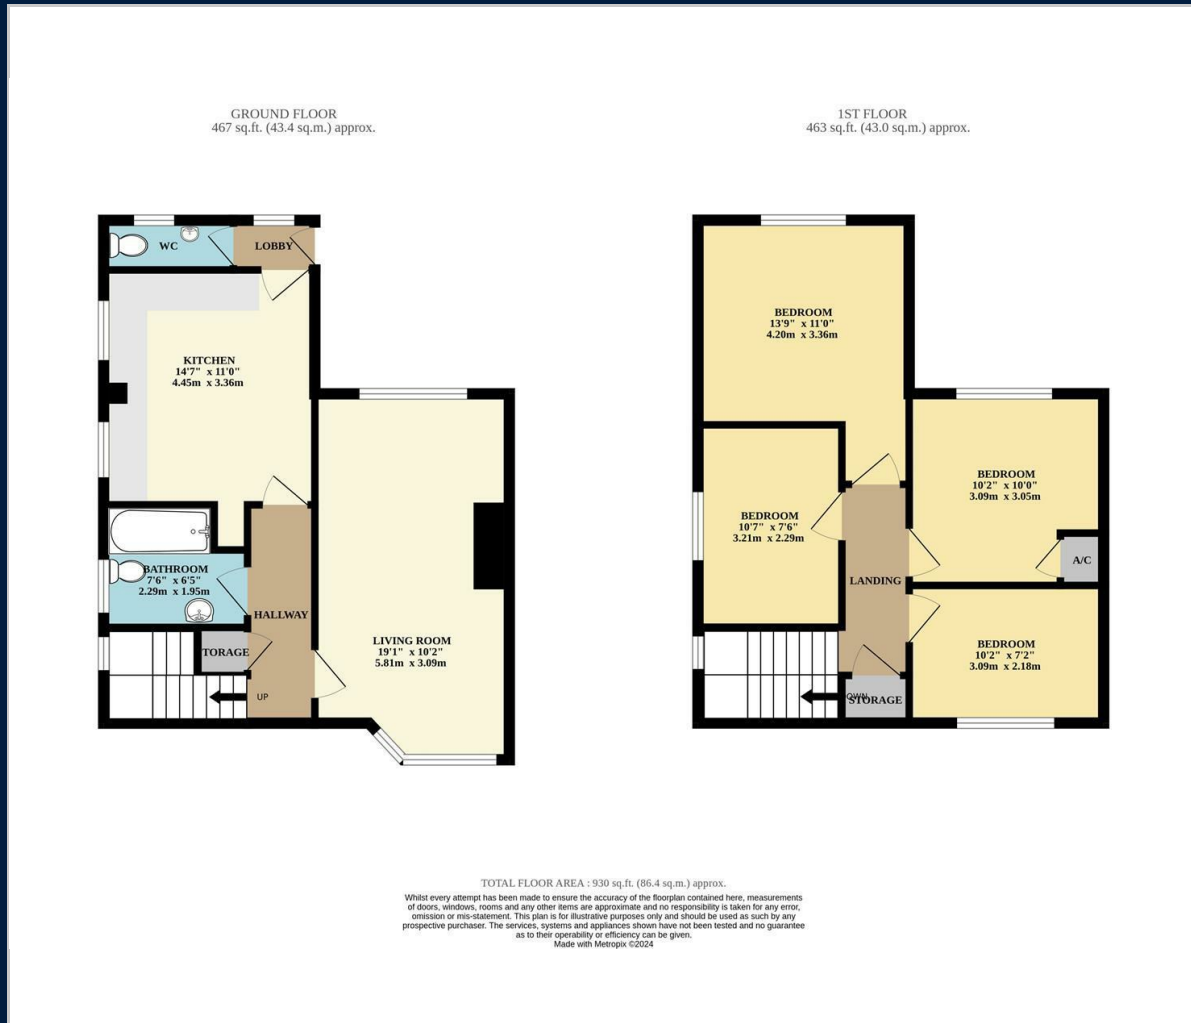 GROUND FLOOR
467 sq.ft. (43.4 sq.m.) approx.
1ST FLOOR
463 sq.ft. (43.0 sq.m.) approx.
WC
LOBBY
KITCHEN
14'7" x 11'0"
4.45m x 3.36m
BATHROOM
7'6" x 6'5"
2.29m x 1.95m
HALLWAY
TORAGE
UP
LIVING ROOM
19'1" x 10'2"
5.81m x 3.09m
BEDROOM
13'9" x 11'0"
4.20m x 3.36m
BEDROOM
10'2" x 10'0"
3.09m x 3.05m
BEDROOM
10'7" x 7'6"
3.21m x 2.29m
A/C
LANDING
BEDROOM
10'2" x 7'2"
3.09m x 2.18m
OWN
STORAGE
TOTAL FLOOR AREA : 930 sq.ft. (86.4 sq.m.) approx.
Whilst every attempt has been made to ensure the accuracy of the floorplan contained here, measurements
of doors, windows, rooms and any other items are approximate and no responsibility is taken for any error,
omission or mis-statement. This plan is for illustrative purposes only and should be used as such by any
prospective purchaser. The services, systems and appliances shown have not been tested and no guarantee
as to their operability or efficiency can be given.
Made with Metropix ©2024